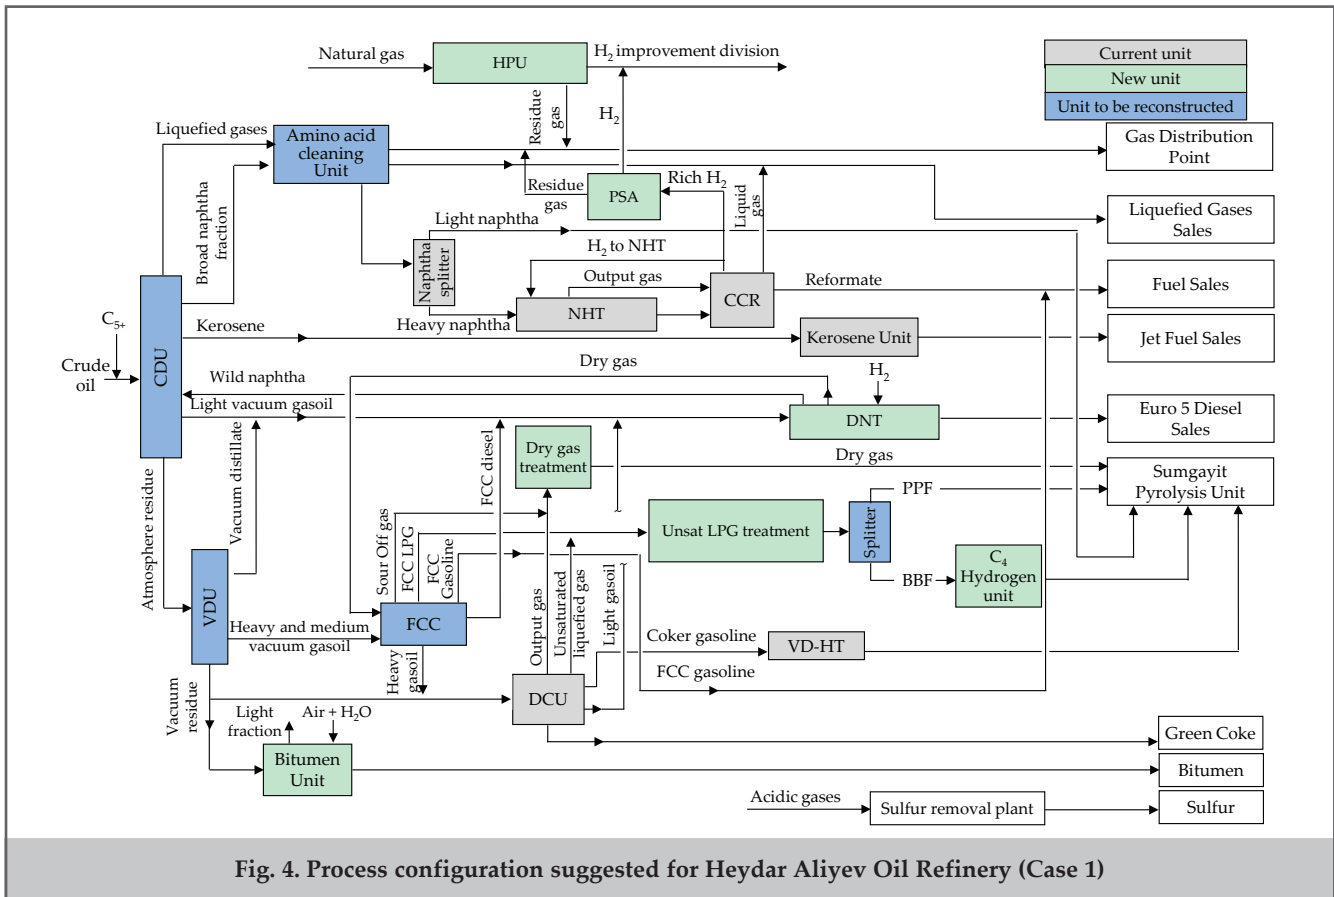 Natural gas
HPU
H₂ improvement division
Current unit
New unit
Unit to be reconstructed
Residue
gas
H₂
Liquefied gases
Amino acid
cleaning
Unit
Gas Distribution
Point
Broad naphtha
fraction
Residue
gas
PSA
Rich H₂
Liquid
gas
Light naphtha
Liquefied Gases
Sales
Naphtha
splitter
H₂ to NHT
Output gas
CCR
Reformate
Fuel Sales
NHT
Heavy naphtha
C₅₊
Kerosene
Kerosene Unit
Jet Fuel Sales
Crude
oil
CDU
Dry gas
H₂
Wild naphtha
Light vacuum gasoil
DNT
Euro 5 Diesel
Sales
Vacuum distillate
FCC diesel
Dry gas
treatment
Dry gas
Sumgayit
Pyrolysis Unit
Atmosphere residue
PPF
Sour Off gas
FCC LPG
FCC
Gasoline
Unsat LPG treatment
Splitter
BBF
C₄
Hydrogen
unit
VDU
FCC
Output gas
Unsaturated
liquefied gas
Light gasoil
Heavy and medium
vacuum gasoil
Coker gasoline
VD-HT
Heavy
gasoil
FCC gasoline
DCU
Vacuum
residue
Light
fraction
Air + H₂O
Green Coke
Bitumen
Unit
Bitumen
Acidic gases
Sulfur removal plant
Sulfur
Fig. 4. Process configuration suggested for Heydar Aliyev Oil Refinery (Case 1)